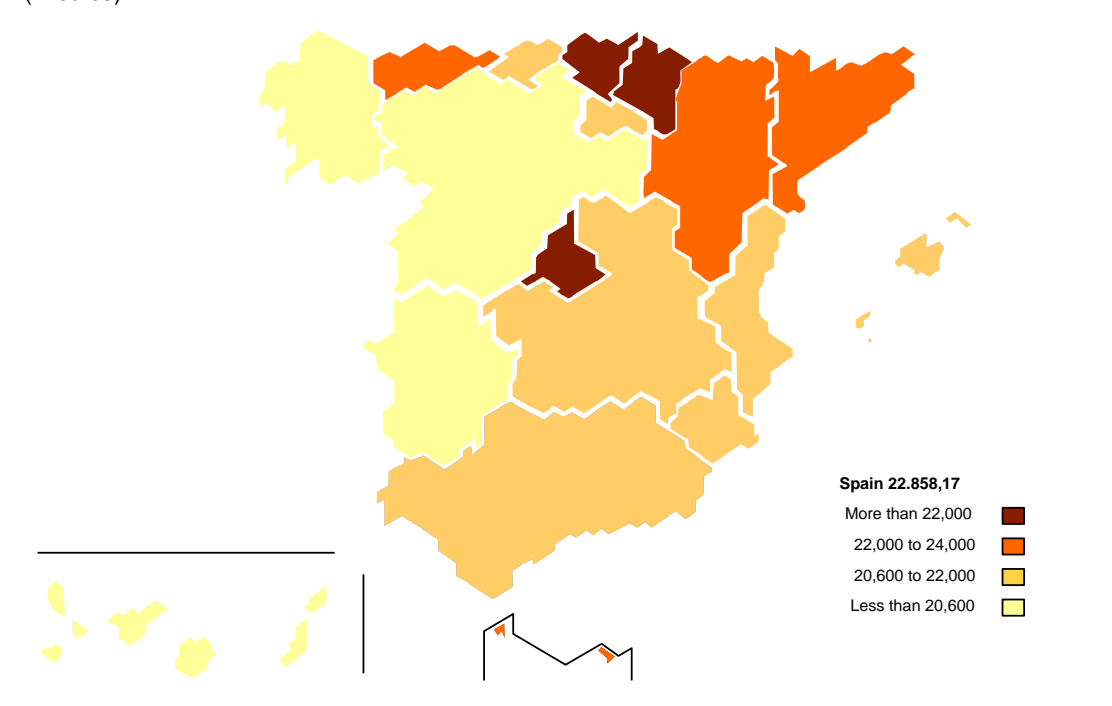 Spain 22.858,17
More than 22,000
22,000 to 24,000
20,600 to 22,000
Less than 20,600